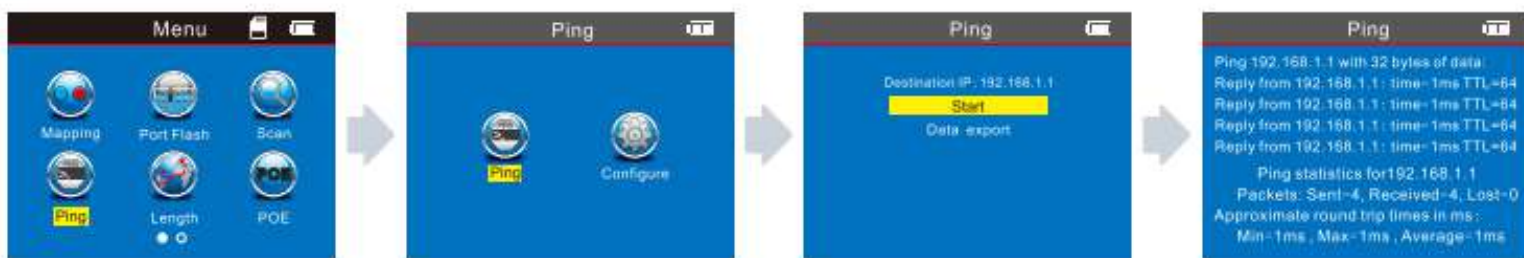 Menu
Mapping
Port Flash
Scan
Ping
Length
POE
POE
Ping
Ping
Configure
Ping
Destination IP: 192.168.1.1
Start
Data export
Ping
Ping 192.168.1.1 with 32 bytes of data:
Reply from 192.168.1.1: time=1ms TTL=64
Reply from 192.168.1.1: time=1ms TTL=64
Reply from 192.168.1.1: time=1ms TTL=64
Reply from 192.168.1.1: time=1ms TTL=64
Ping statistics for192.168.1.1
Packets: Sent=4, Received=4, Lost=0
Approximate round trip times in ms:
Min=1ms , Max=1ms , Average=1ms